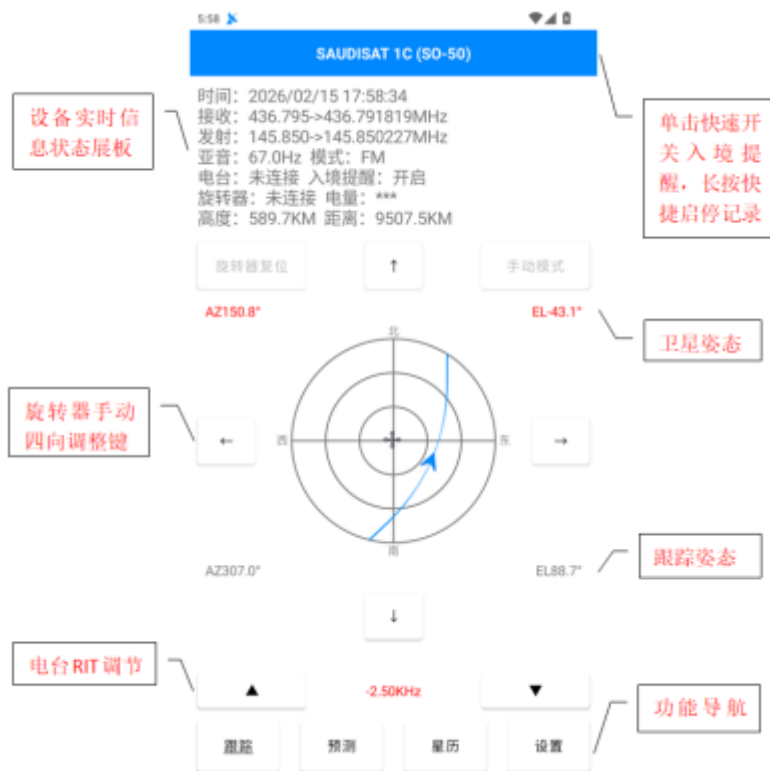 5:58
SAUDISAT 1C (SO-50)
时间：2026/02/15 17:58:34
接收：436.795->436.791819MHz
发射：145.850->145.850227MHz
亚音：67.0Hz 模式：FM
电台：未连接 入境提醒：开启
旋转器：未连接 电量：***
高度：589.7KM 距离：9507.5KM
设备实时信
息状态展板
单击快速开
关入境提
醒，长按快
捷启停记录
旋转器复位
↑
手动模式
AZ150.8°
EL-43.1°
卫星姿态
北
旋转器手动
四向调整键
←
西
东
→
南
AZ307.0°
EL88.7°
跟踪姿态
↓
电台RIT调节
▲
-2.50KHz
▼
功能导航
跟踪
预测
星历
设置